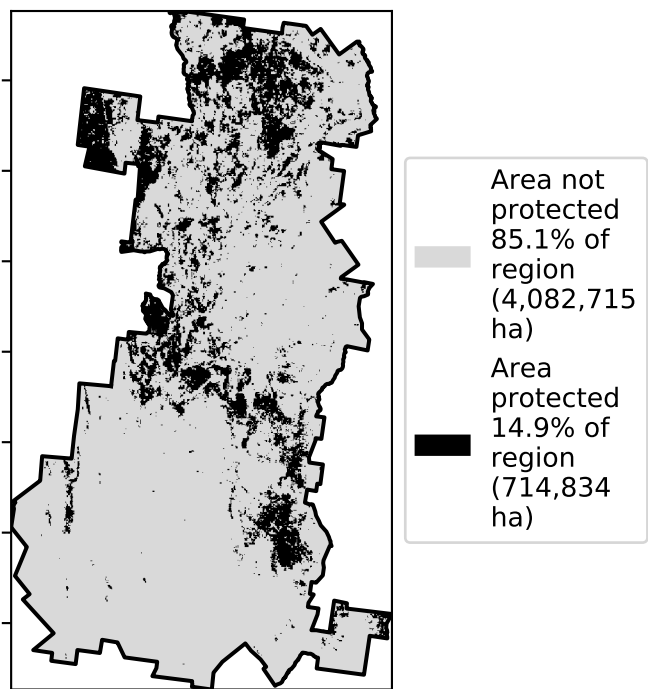 Area not
protected
85.1% of
region
(4,082,715
ha)
Area
protected
14.9% of
region
(714,834
ha)